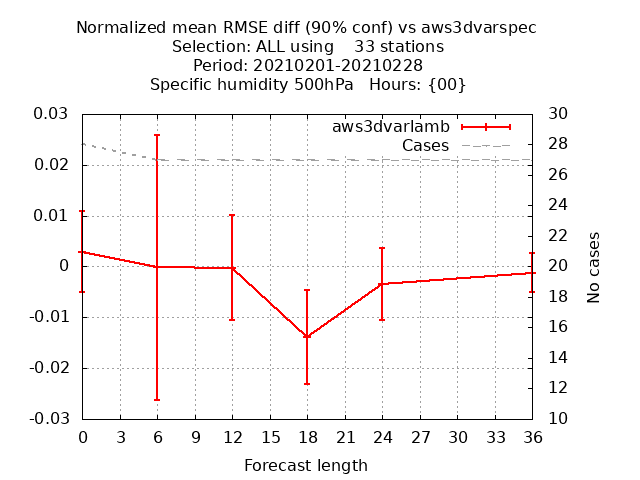 Normalized mean RMSE diff (90% conf) vs aws3dvarspec
Selection: ALL using    33 stations
Period: 20210201-20210228
Specific humidity 500hPa   Hours: {00}
aws3dvarlamb
Cases
0.03
0.02
0.01
0
-0.01
-0.02
-0.03
30
28
26
24
22
20
18
16
14
12
10
No cases
0 3 6 9 12 15 18 21 24 27 30 33 36
Forecast length